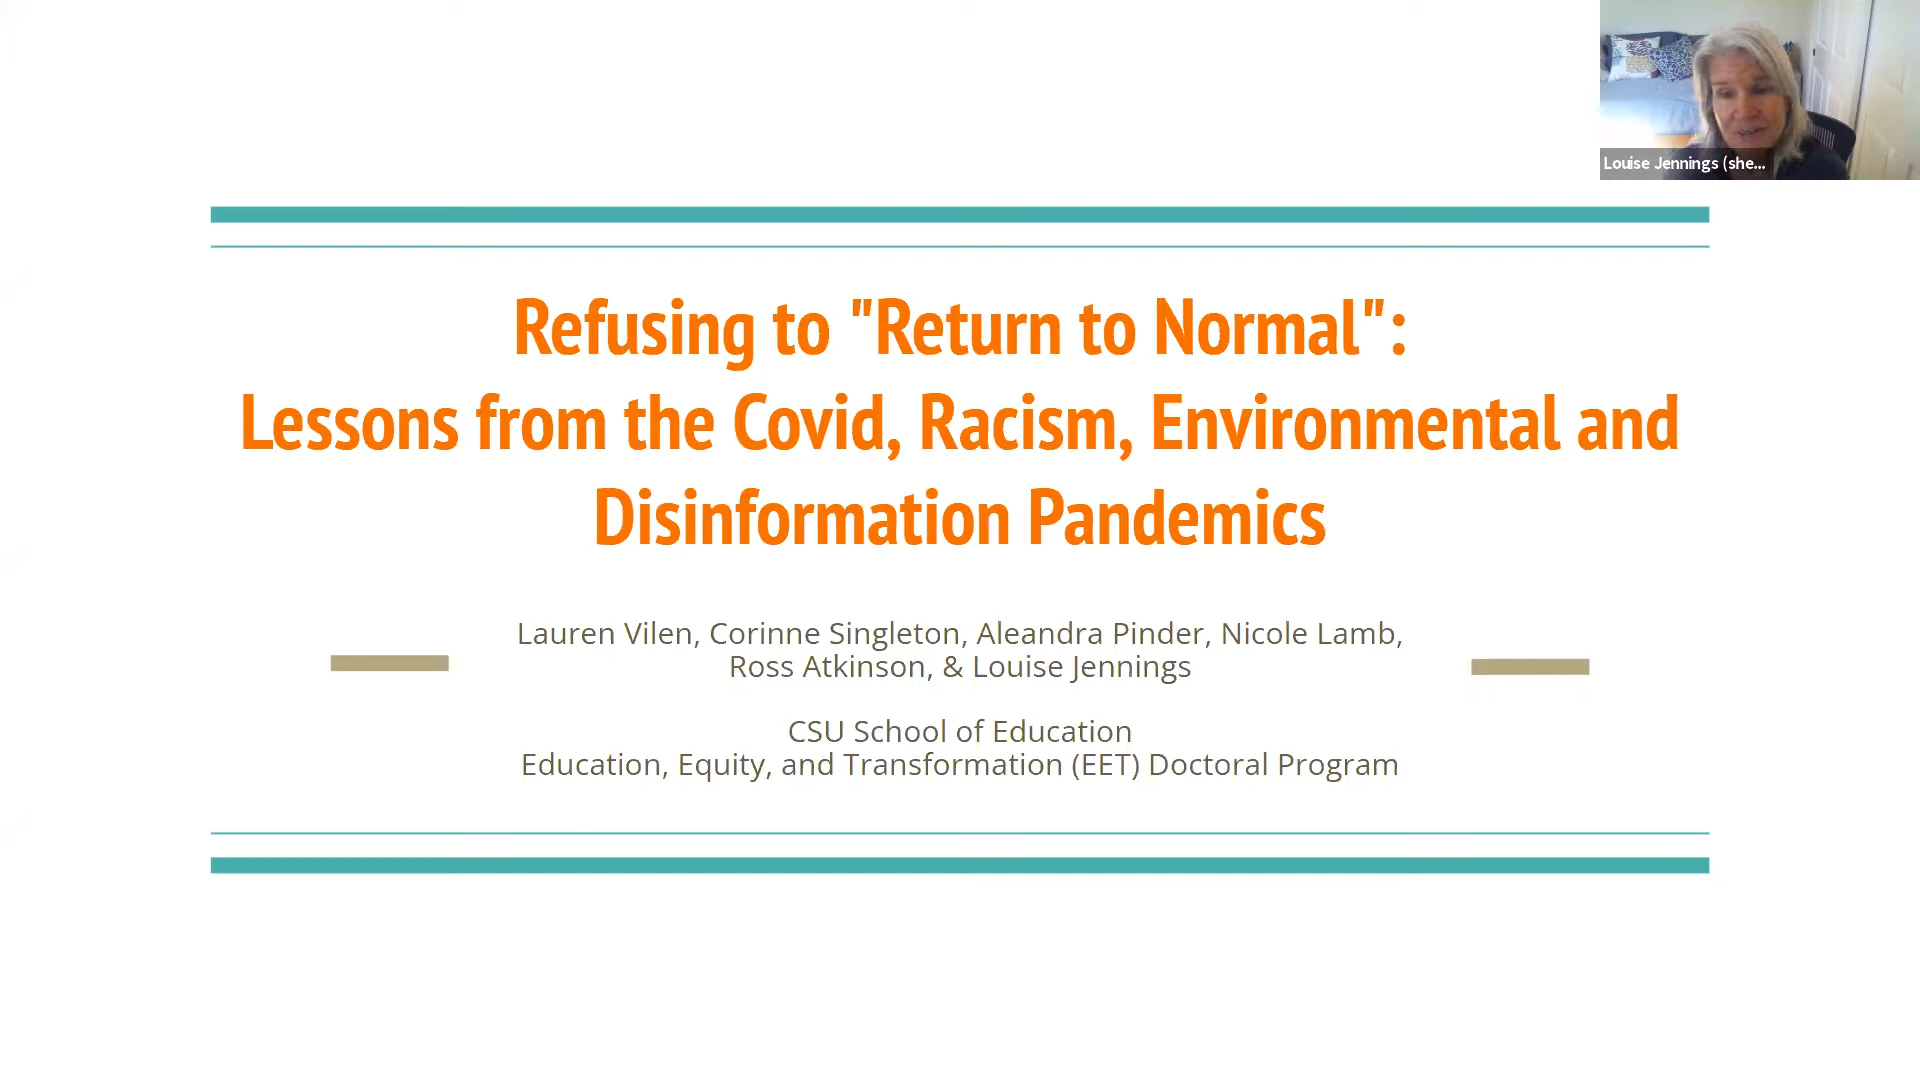 Louise Jennings (she...
Refusing to "Return to Normal":
Lessons from the Covid, Racism, Environmental and
Disinformation Pandemics
Lauren Vilen, Corinne Singleton, Aleandra Pinder, Nicole Lamb,
Ross Atkinson, & Louise Jennings
CSU School of Education
Education, Equity, and Transformation (EET) Doctoral Program